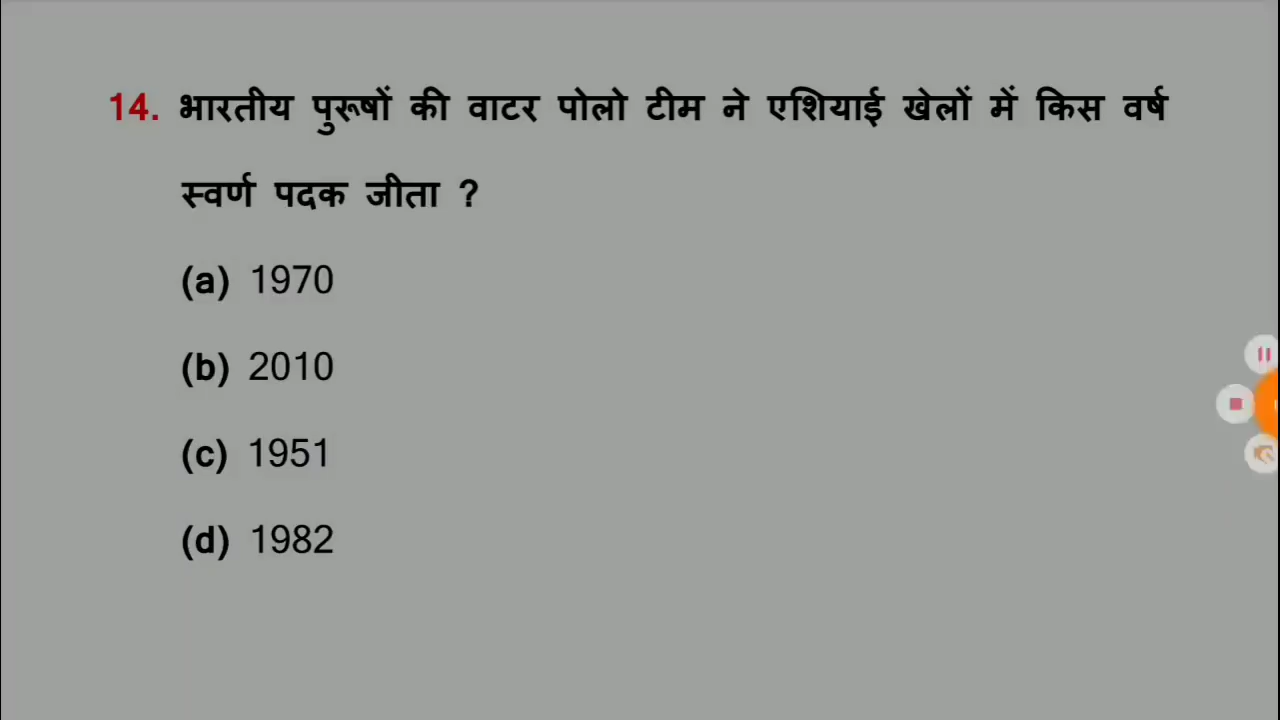 14. भारतीय पुरूषों की वाटर पोलो टीम ने एशियाई खेलों में किस वर्ष
स्वर्ण पदक जीता ?
(a) 1970
(b) 2010
(c) 1951
(d) 1982